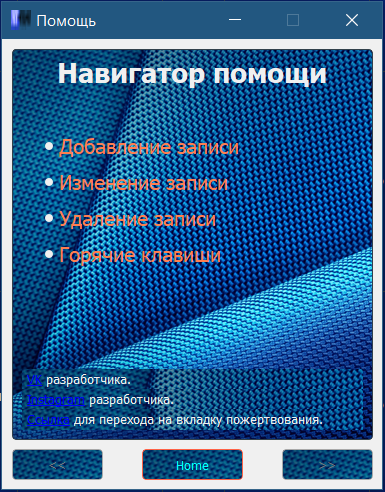 Помощь
Навигатор помощи
Добавление записи
Изменение записи
Удаление записи
Горячие клавиши
разработчика.
Instagram разработчика.
Ссылка для перехода на вкладку пожертвования.
<<
Home
>>